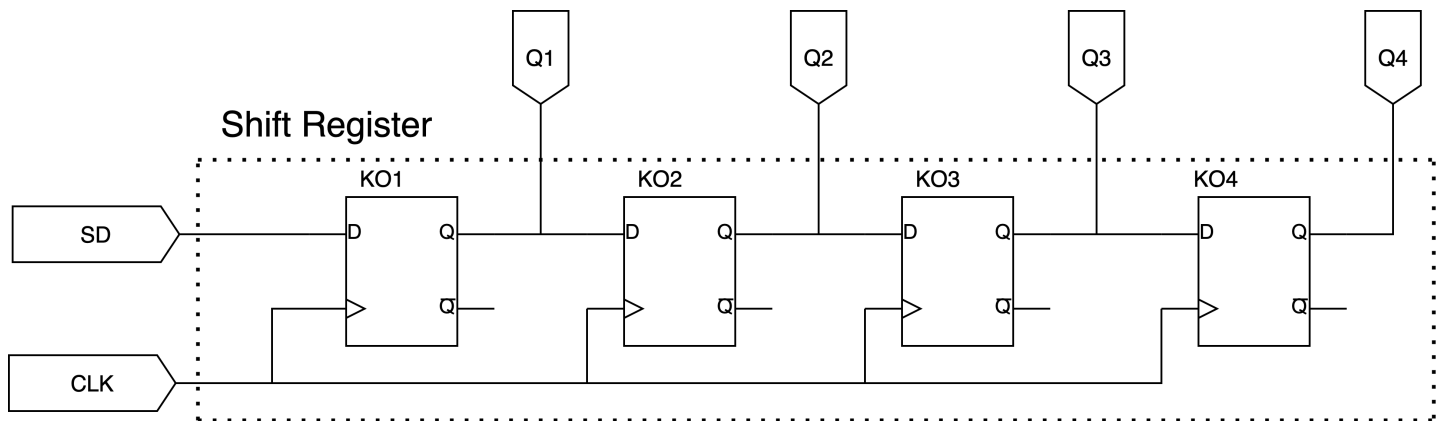 Q1
Q2
Q3
Q4
Shift Register
KO1
KO2
KO3
KO4
SD
D
Q
D
Q
D
Q
D
Q
Q̅
Q̅
Q̅
Q̅
CLK